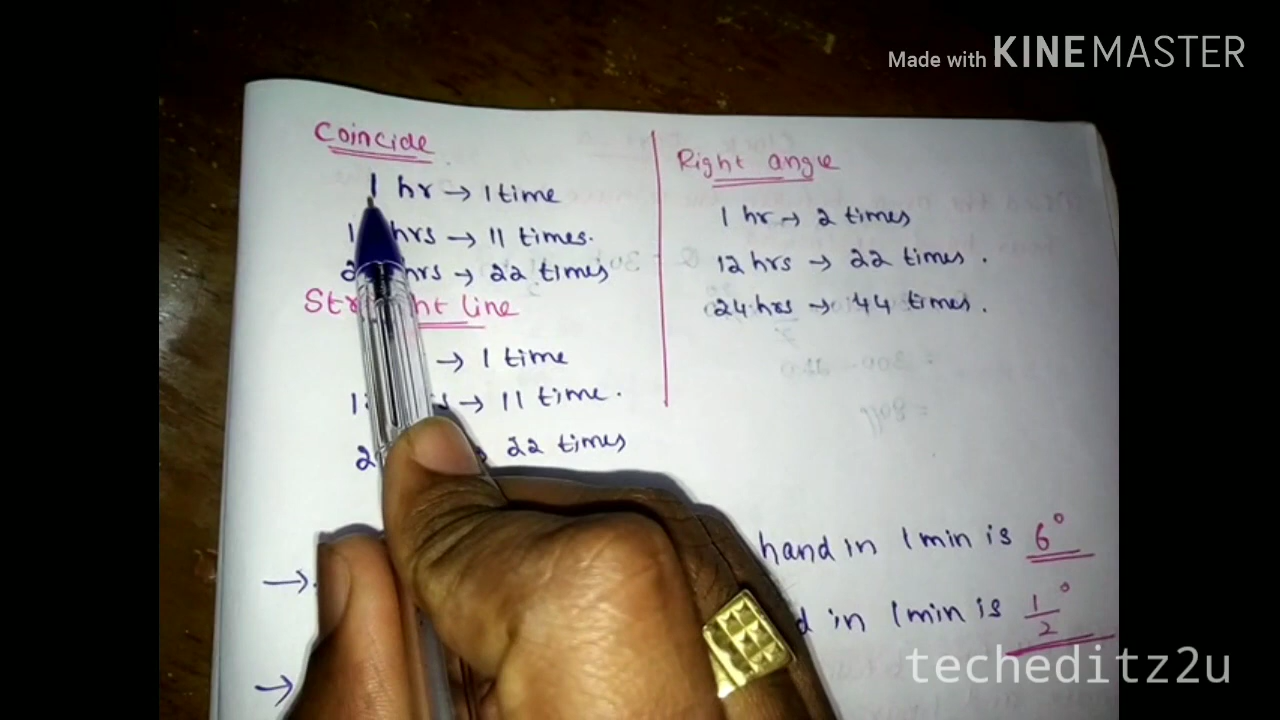 Made with KINEMASTER
Coincide
1 hr → 1 time
hrs → 11 times.
hrs → 22 times
line
→ 1 time
→ 11 time.
22 times
Right angle
1 hr → 2 times
12 hrs → 22 times.
24 hrs → 44 times.
→ hand in 1 min is 6°
in 1 min is 1/2°
→
techeditz2u